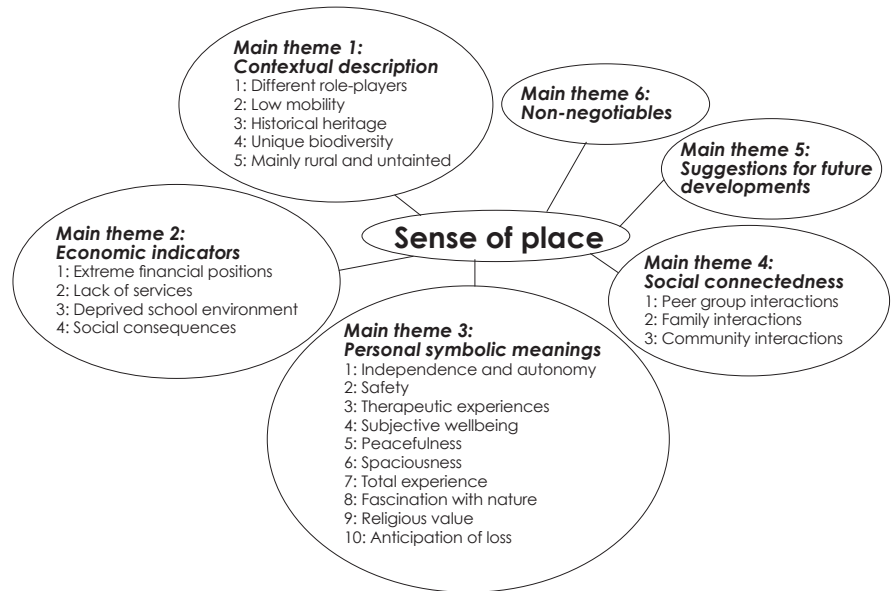 Main theme 1:
Contextual description
1: Different role-players
2: Low mobility
3: Historical heritage
4: Unique biodiversity
5: Mainly rural and untainted
Main theme 6:
Non-negotiables
Main theme 5:
Suggestions for future
developments
Sense of place
Main theme 2:
Economic indicators
1: Extreme financial positions
2: Lack of services
3: Deprived school environment
4: Social consequences
Main theme 4:
Social connectedness
1: Peer group interactions
2: Family interactions
3: Community interactions
Main theme 3:
Personal symbolic meanings
1: Independence and autonomy
2: Safety
3: Therapeutic experiences
4: Subjective wellbeing
5: Peacefulness
6: Spaciousness
7: Total experience
8: Fascination with nature
9: Religious value
10: Anticipation of loss